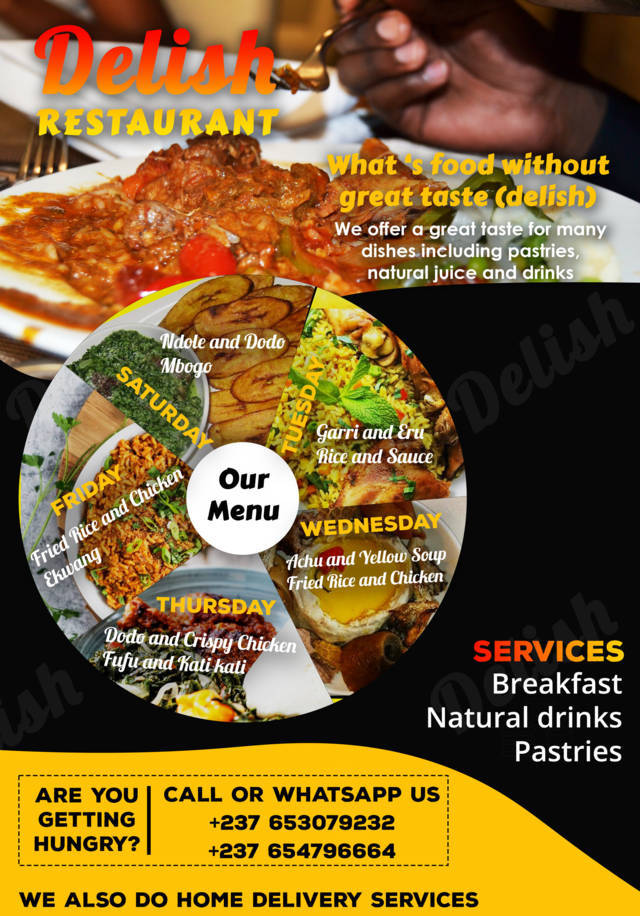 Delish
RESTAURANT
What 's food without
great taste (delish)
We offer a great taste for many
dishes including pastries,
natural juice and drinks
Ndole and Dodo
Mbogo
SATURDAY
TUESDAY
Garri and Eru
Rice and Sauce
FRIDAY
Fried Rice and Chicken
Ekwang
Our
Menu
WEDNESDAY
Achu and Yellow Soup
Fried Rice and Chicken
THURSDAY
Dodo and Crispy Chicken
Fufu and Kati kati
Delish
Delish
SERVICES
Breakfast
Natural drinks
Pastries
ARE YOU
GETTING
HUNGRY?
CALL OR WHATSAPP US
+237 653079232
+237 654796664
WE ALSO DO HOME DELIVERY SERVICES